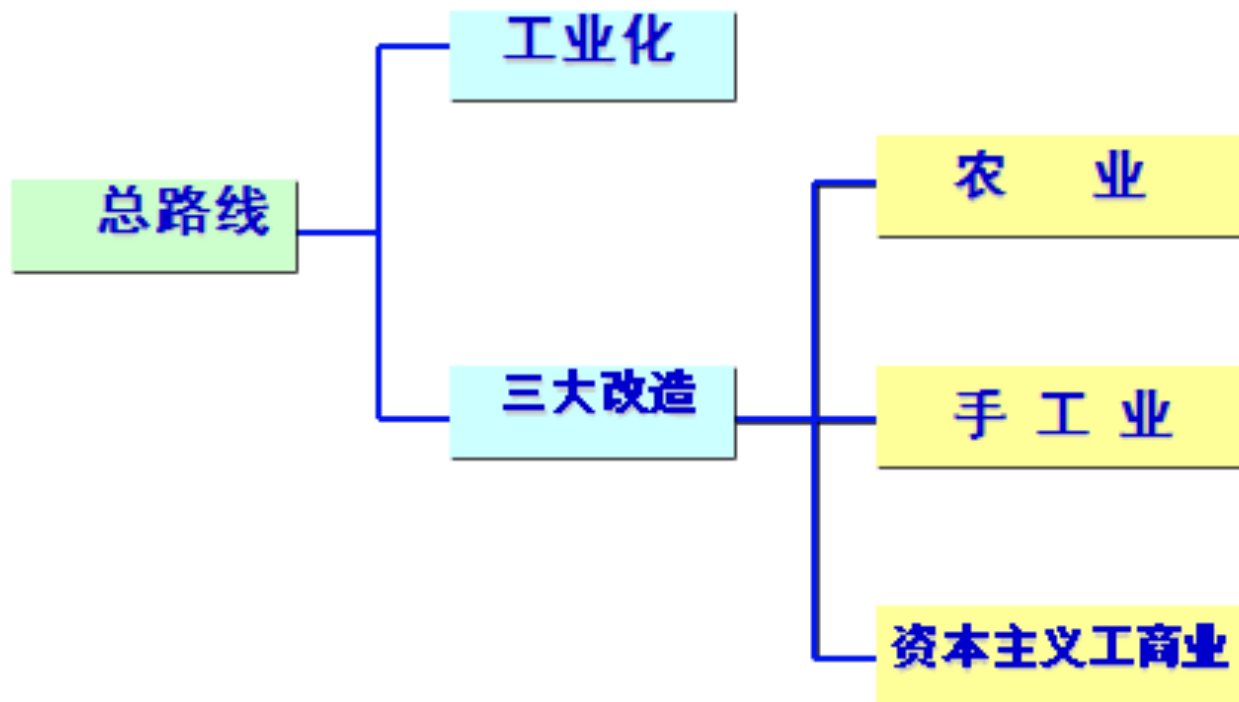 工业化
总路线
三大改造
农 业
手 工 业
资本主义工商业